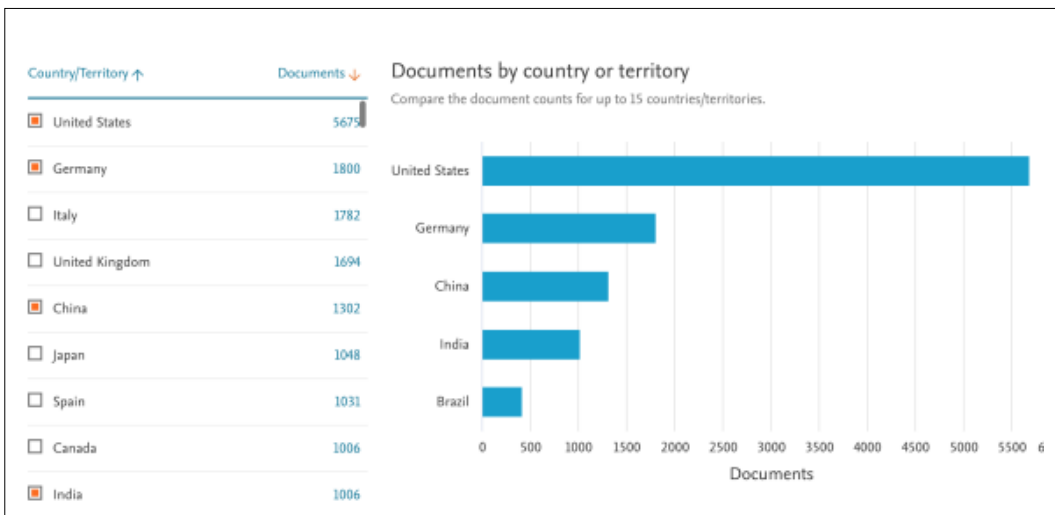 Country/Territory ↑ Documents ↓
United States 5675
Germany 1800
Italy 1782
United Kingdom 1694
China 1302
Japan 1048
Spain 1031
Canada 1006
India 1006
Documents by country or territory
Compare the document counts for up to 15 countries/territories.
United States
Germany
China
India
Brazil
0 500 1000 1500 2000 2500 3000 3500 4000 4500 5000 5500 6
Documents